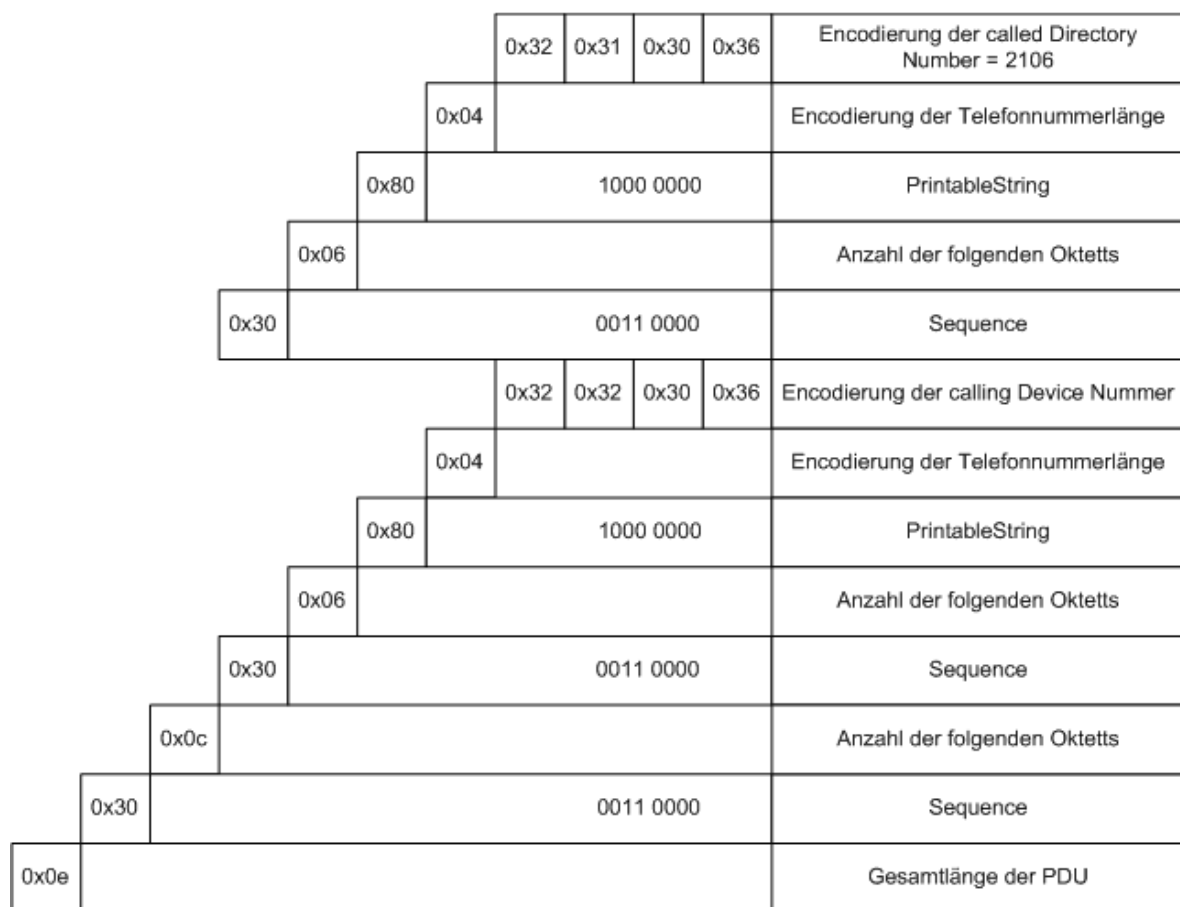 0x32 0x31 0x30 0x36 Encodierung der called Directory
Number = 2106
0x04 Encodierung der Telefonnummerlänge
0x80 1000 0000 PrintableString
0x06 Anzahl der folgenden Oktetts
0x30 0011 0000 Sequence
0x32 0x32 0x30 0x36 Encodierung der calling Device Nummer
0x04 Encodierung der Telefonnummerlänge
0x80 1000 0000 PrintableString
0x06 Anzahl der folgenden Oktetts
0x30 0011 0000 Sequence
0x0c Anzahl der folgenden Oktetts
0x30 0011 0000 Sequence
0x0e Gesamtlänge der PDU